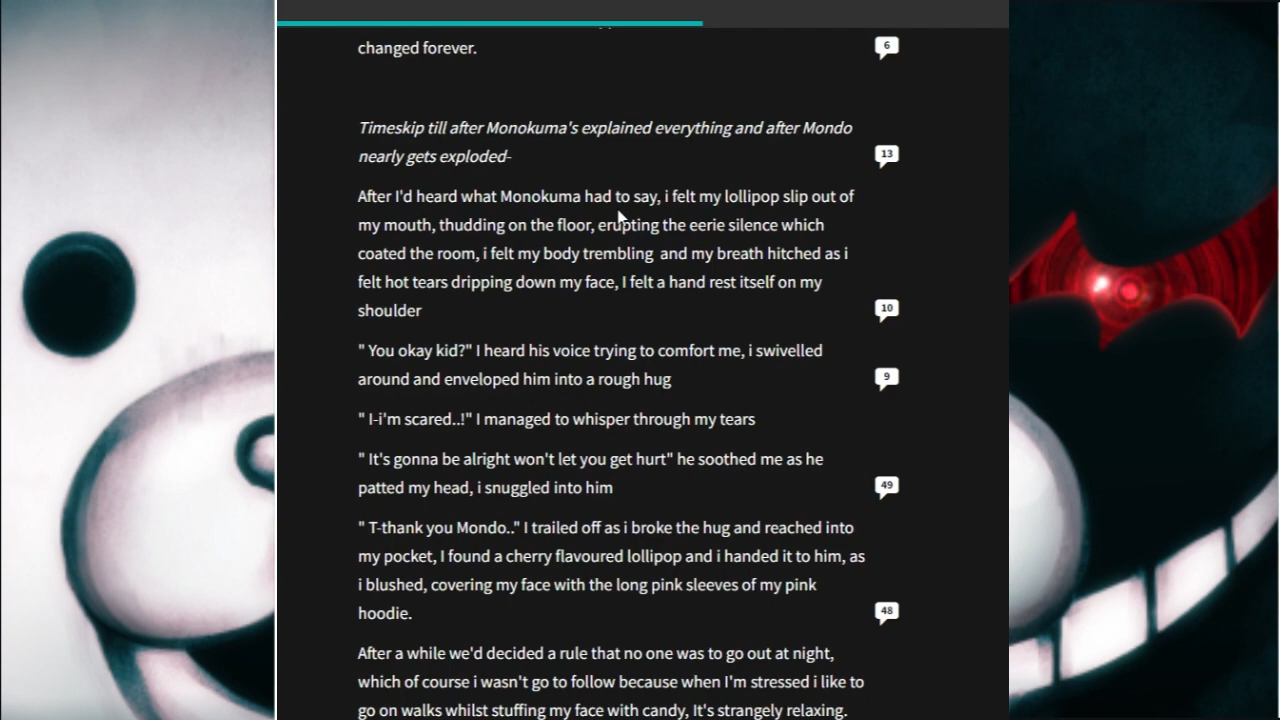 changed forever.
6
Timeskip till after Monokuma's explained everything and after Mondo
nearly gets exploded-
13
After I'd heard what Monokuma had to say, i felt my lollipop slip out of
my mouth, thudding on the floor, erupting the eerie silence which
coated the room, i felt my body trembling  and my breath hitched as i
felt hot tears dripping down my face, I felt a hand rest itself on my
shoulder
10
" You okay kid?" I heard his voice trying to comfort me, i swivelled
around and enveloped him into a rough hug
9
" I-i'm scared..!" I managed to whisper through my tears
" It's gonna be alright won't let you get hurt" he soothed me as he
patted my head, i snuggled into him
49
" T-thank you Mondo.." I trailed off as i broke the hug and reached into
my pocket, I found a cherry flavoured lollipop and i handed it to him, as
i blushed, covering my face with the long pink sleeves of my pink
hoodie.
48
After a while we'd decided a rule that no one was to go out at night,
which of course i wasn't go to follow because when I'm stressed i like to
go on walks whilst stuffing my face with candy, It's strangely relaxing.